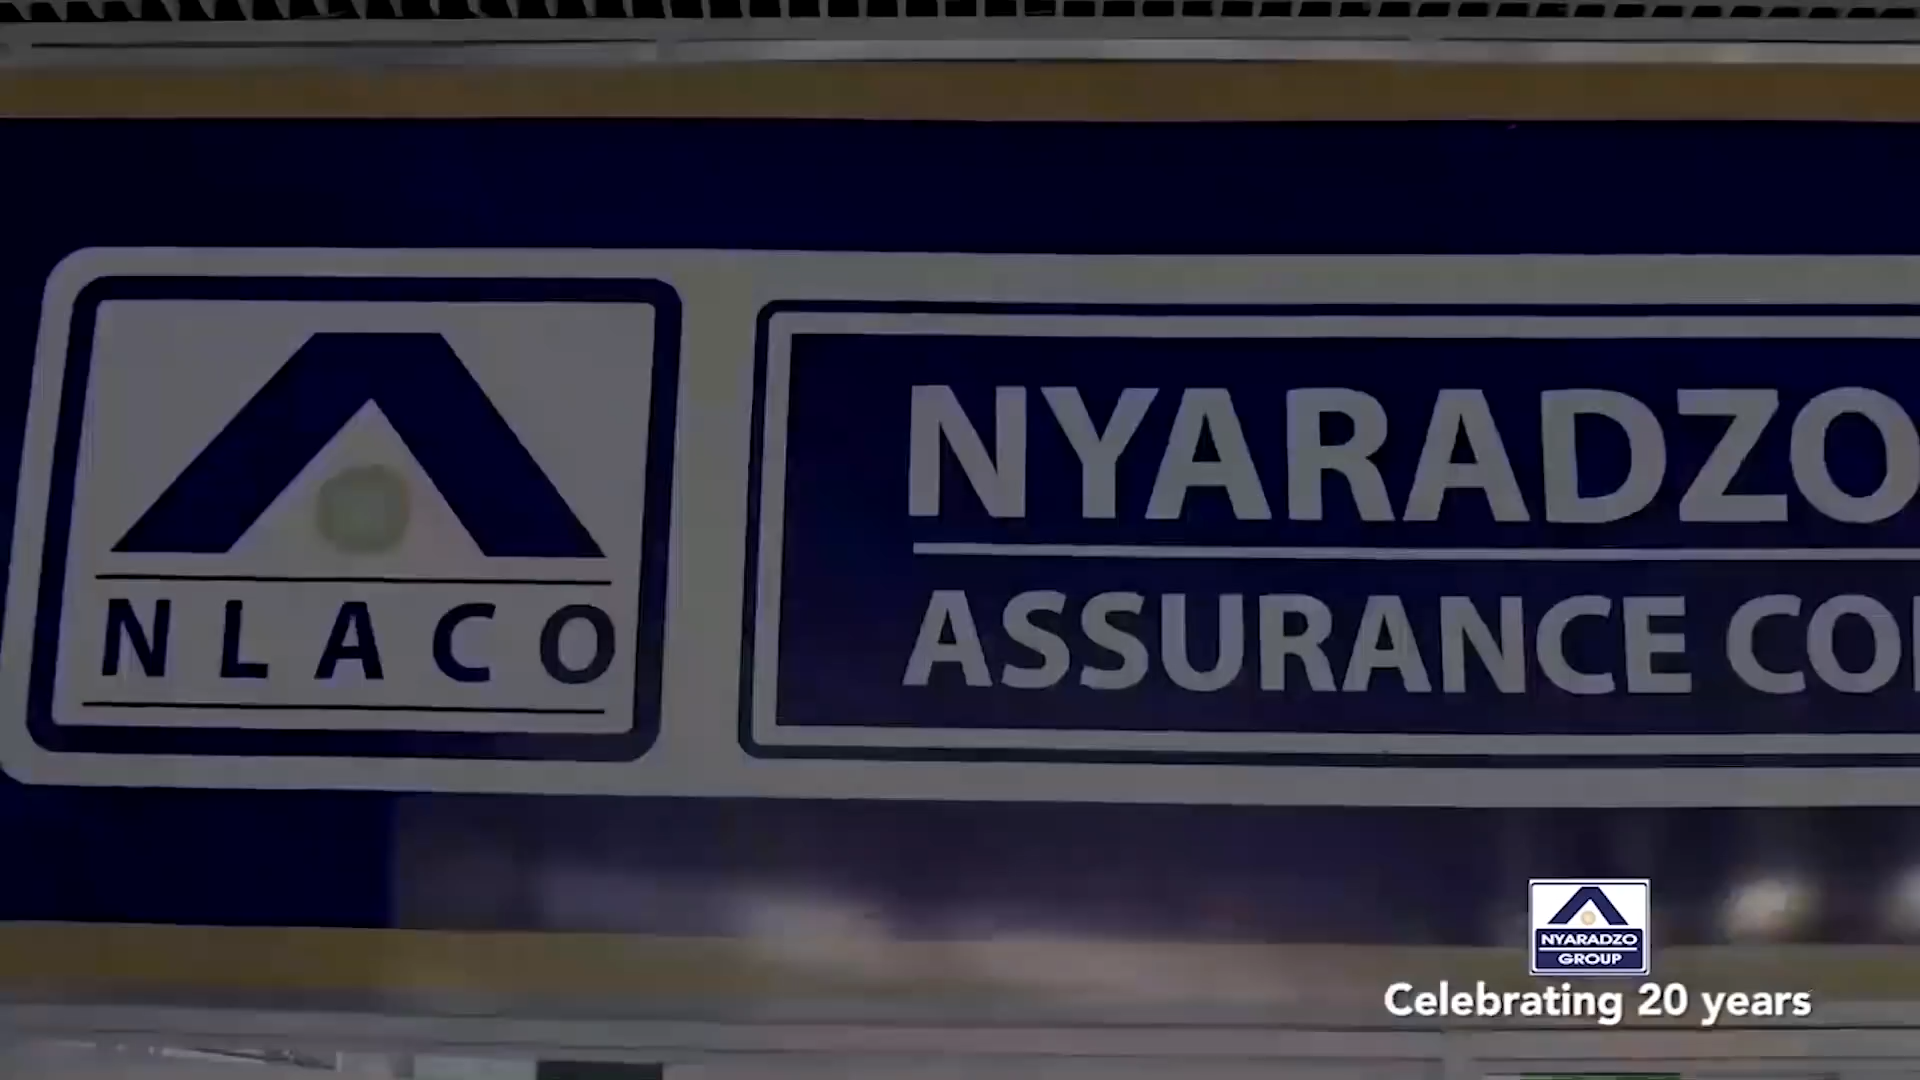 NLACO
NYARADZO
ASSURANCE CO
NYARADZO
GROUP
Celebrating 20 years